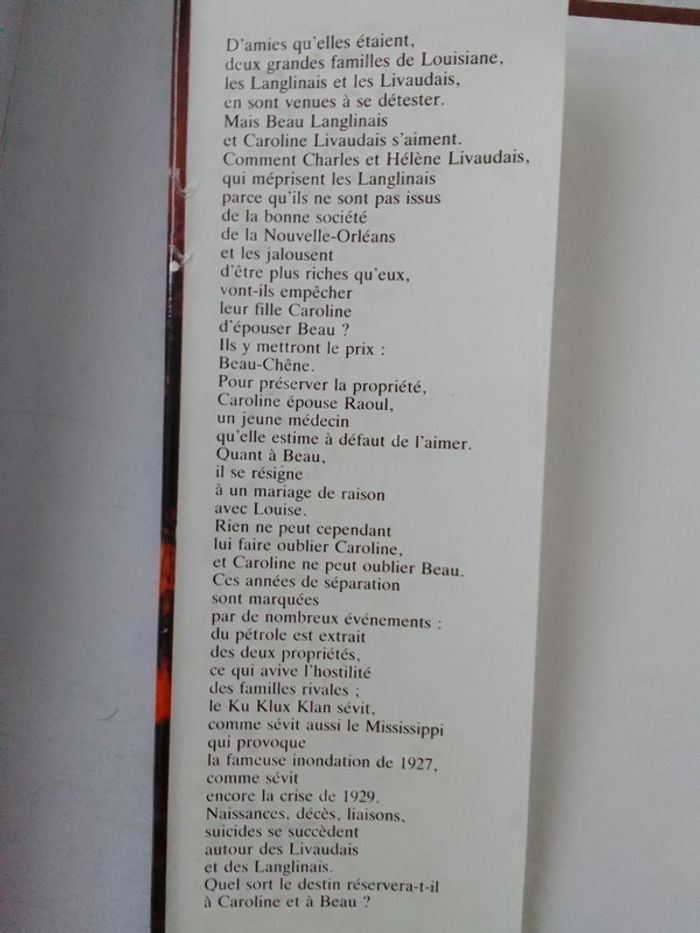 D'amies qu'elles étaient,
deux grandes familles de Louisiane,
les Langlinais et les Livaudais,
en sont venues à se détester.
Mais Beau Langlinais
et Caroline Livaudais s'aiment.
Comment Charles et Hélène Livaudais,
qui méprisent les Langlinais
parce qu'ils ne sont pas issus
de la bonne société
de la Nouvelle-Orléans
et les jalousent
d'être plus riches qu'eux,
vont-ils empêcher
leur fille Caroline
d'épouser Beau ?
Ils y mettront le prix :
Beau-Chêne.
Pour préserver la propriété,
Caroline épouse Raoul,
un jeune médecin
qu'elle estime à défaut de l'aimer.
Quant à Beau,
il se résigne
à un mariage de raison
avec Louise.
Rien ne peut cependant
lui faire oublier Caroline,
et Caroline ne peut oublier Beau.
Ces années de séparation
sont marquées
par de nombreux événements :
du pétrole est extrait
des deux propriétés,
ce qui avive l'hostilité
des familles rivales ;
le Ku Klux Klan sévit,
comme sévit aussi le Mississippi
qui provoque
la fameuse inondation de 1927,
comme sévit
encore la crise de 1929.
Naissances, décès, liaisons,
suicides se succèdent
autour des Livaudais
et des Langlinais.
Quel sort le destin réservera-t-il
à Caroline et à Beau ?